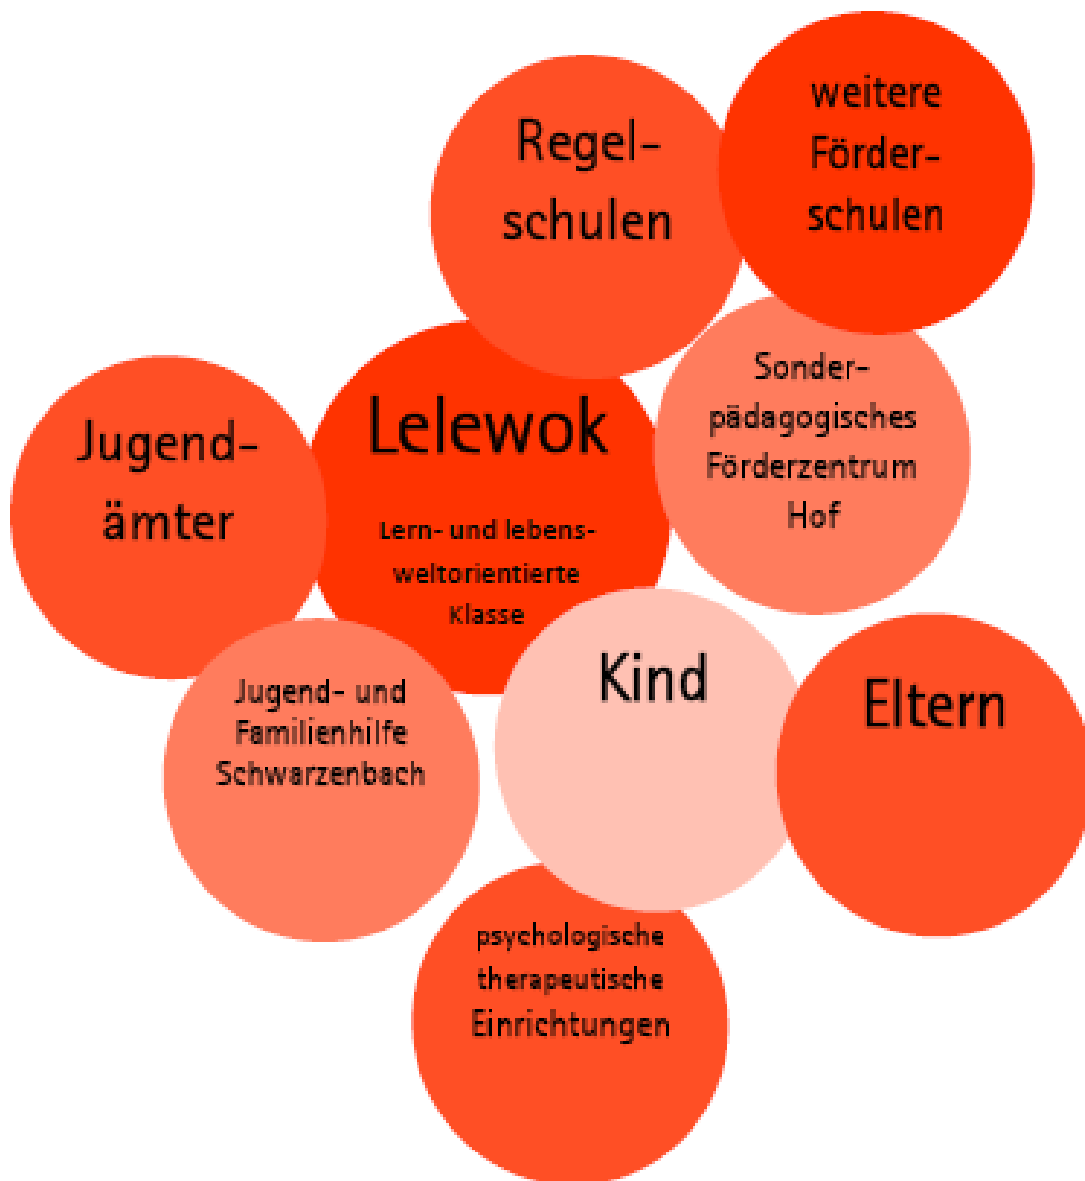 Regel-
schulen
weitere
Förder-
schulen
Jugend-
ämter
Lelewok
Lern- und lebens-
weltorientierte
Klasse
Sonder-
pädagogisches
Förderzentrum
Hof
Jugend- und
Familienhilfe
Schwarzenbach
Kind
Eltern
psychologische
therapeutische
Einrichtungen